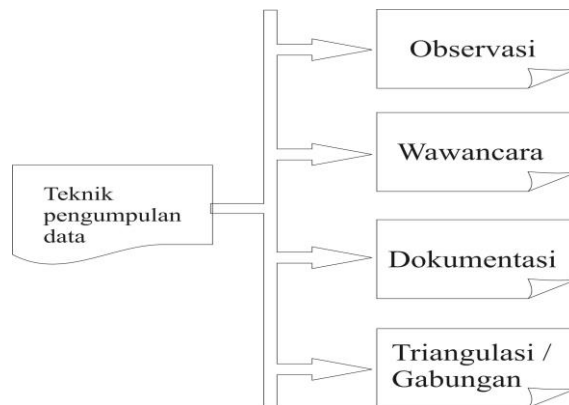 Teknik
pengumpulan
data
Observasi
Wawancara
Dokumentasi
Triangulasi /
Gabungan